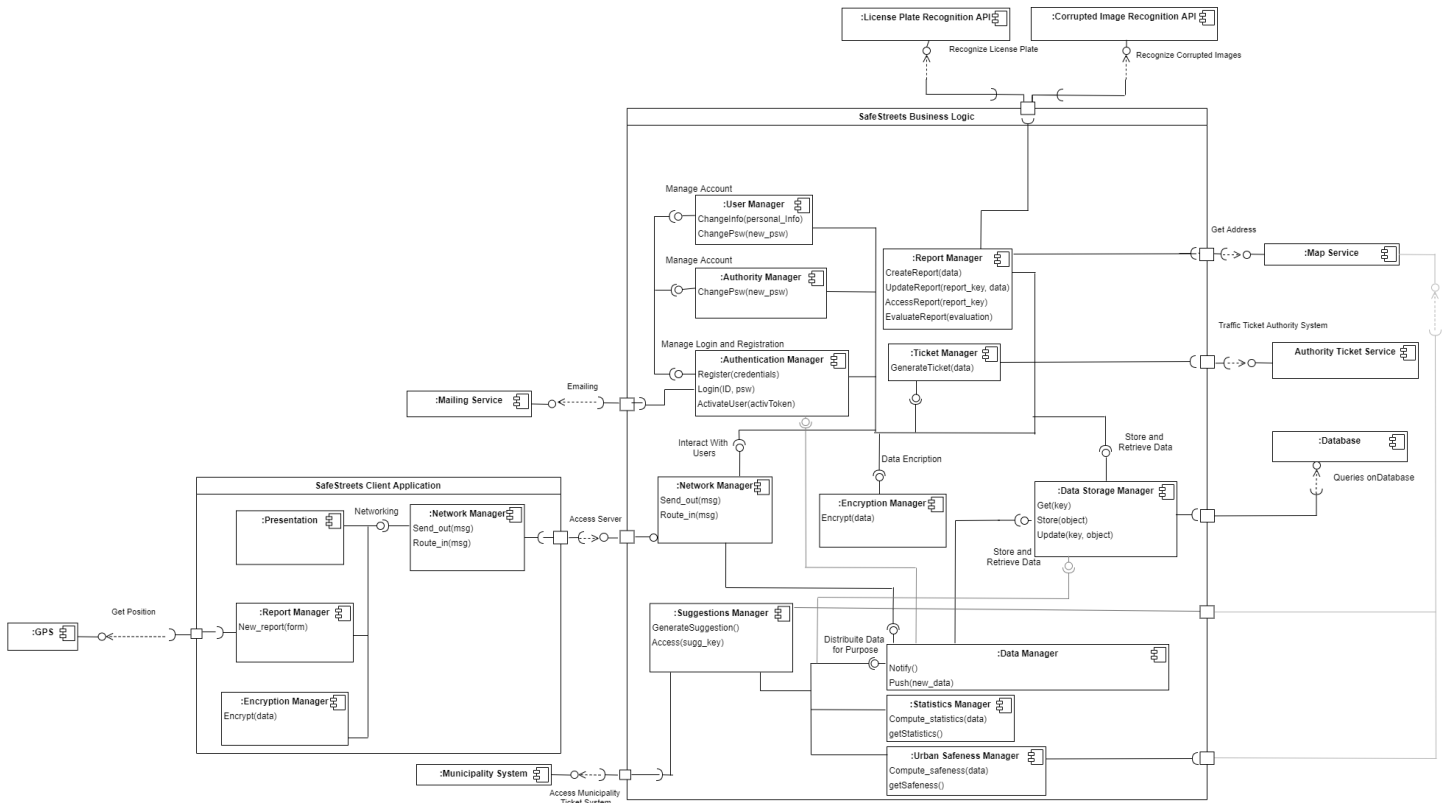 :License Plate Recognition API
:Corrupted Image Recognition API
Recognize License Plate
Recognize Corrupted Images
SafeStreets Business Logic
Manage Account
:User Manager
ChangeInfo(personal_Info)
ChangePsw(new_psw)
Manage Account
:Authority Manager
ChangePsw(new_psw)
Manage Login and Registration
:Authentication Manager
Register(credentials)
Login(ID, psw)
ActivateUser(activToken)
:Report Manager
CreateReport(data)
UpdateReport(report_key, data)
AccessReport(report_key)
EvaluateReport(evaluation)
:Ticket Manager
GenerateTicket(data)
Get Address
:Map Service
Traffic Ticket Authority System
Authority Ticket Service
Emailing
:Mailing Service
Interact With
Users
Data Encription
Store and
Retrieve Data
:Database
Queries onDatabase
:Network Manager
Send_out(msg)
Route_in(msg)
:Encryption Manager
Encrypt(data)
:Data Storage Manager
Get(key)
Store(object)
Update(key, object)
Store and
Retrieve Data
SafeStreets Client Application
:Presentation
Networking
:Network Manager
Send_out(msg)
Route_in(msg)
Access Server
Get Position
:GPS
:Report Manager
New_report(form)
:Encryption Manager
Encrypt(data)
:Suggestions Manager
GenerateSuggestion()
Access(sugg_key)
Distribuite Data
for Purpose
:Data Manager
Notify()
Push(new_data)
:Statistics Manager
Compute_statistics(data)
getStatistics()
:Urban Safeness Manager
Compute_safeness(data)
getSafeness()
:Municipality System
Access Municipality
Ticket System